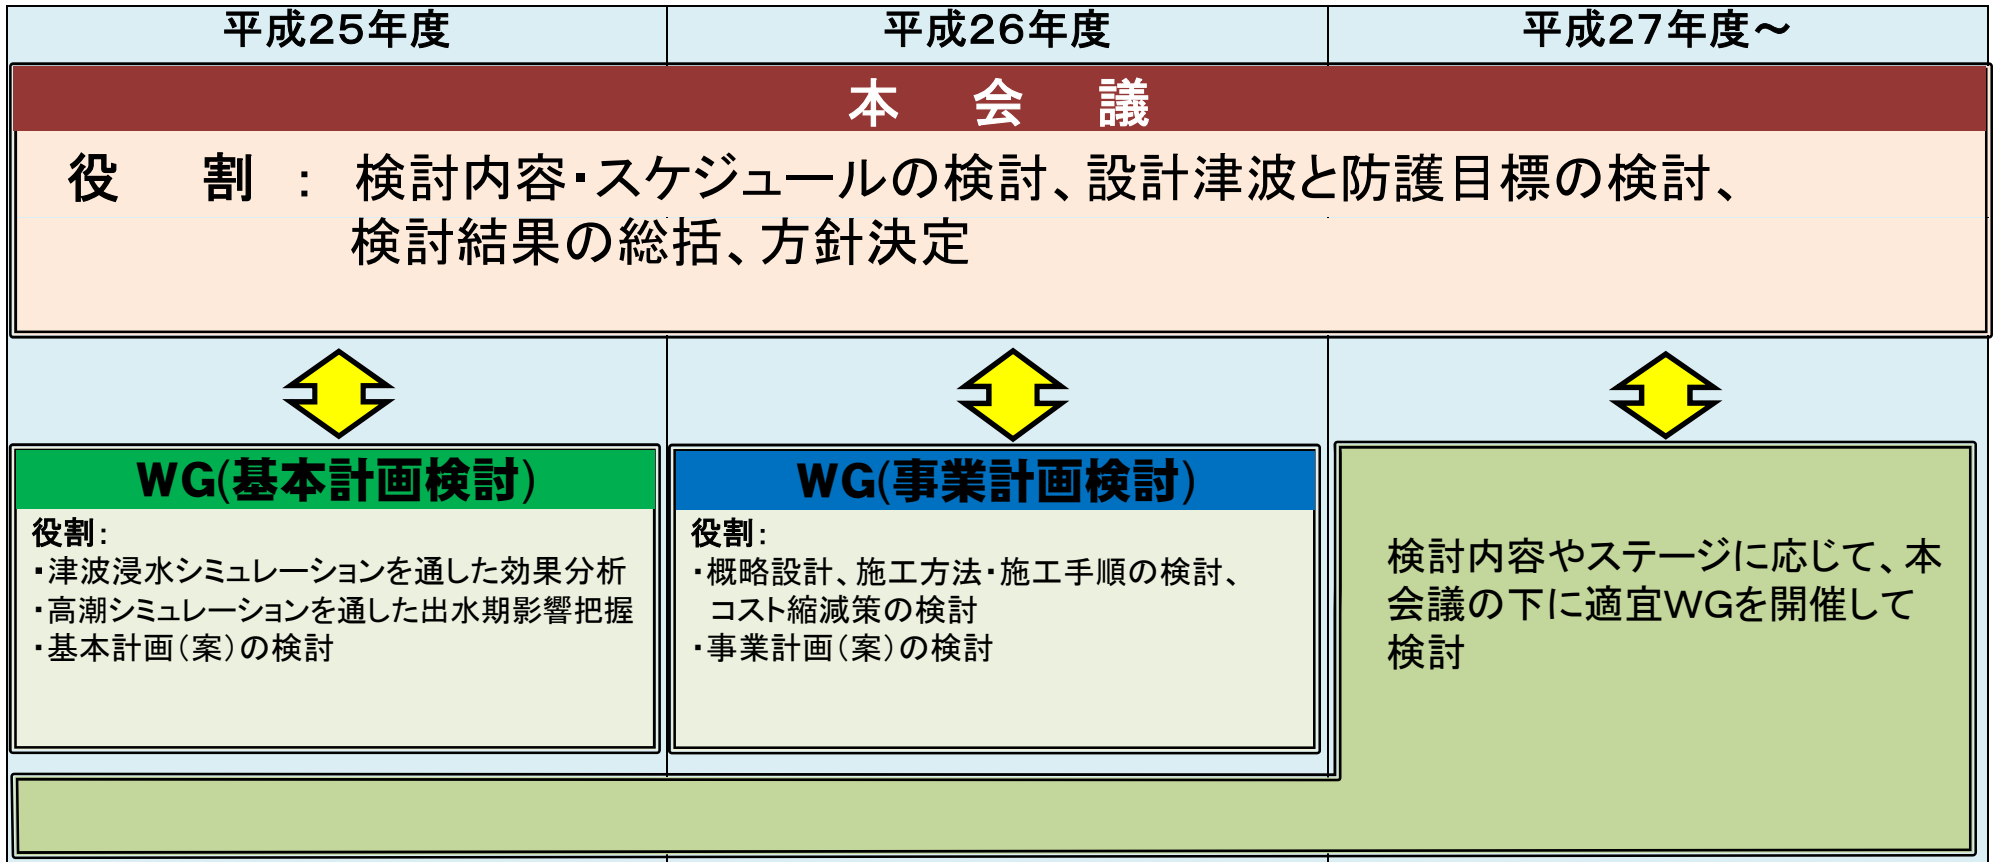 平成25年度
平成26年度
平成27年度～
本　会　議
役　割 ： 検討内容・スケジュールの検討、設計津波と防護目標の検討、
検討結果の総括、方針決定
WG(基本計画検討)
役割：
・津波浸水シミュレーションを通した効果分析
・高潮シミュレーションを通した出水期影響把握
・基本計画（案）の検討
WG(事業計画検討)
役割：
・概略設計、施工方法・施工手順の検討、
コスト縮減策の検討
・事業計画（案）の検討
検討内容やステージに応じて、本
会議の下に適宜WGを開催して
検討